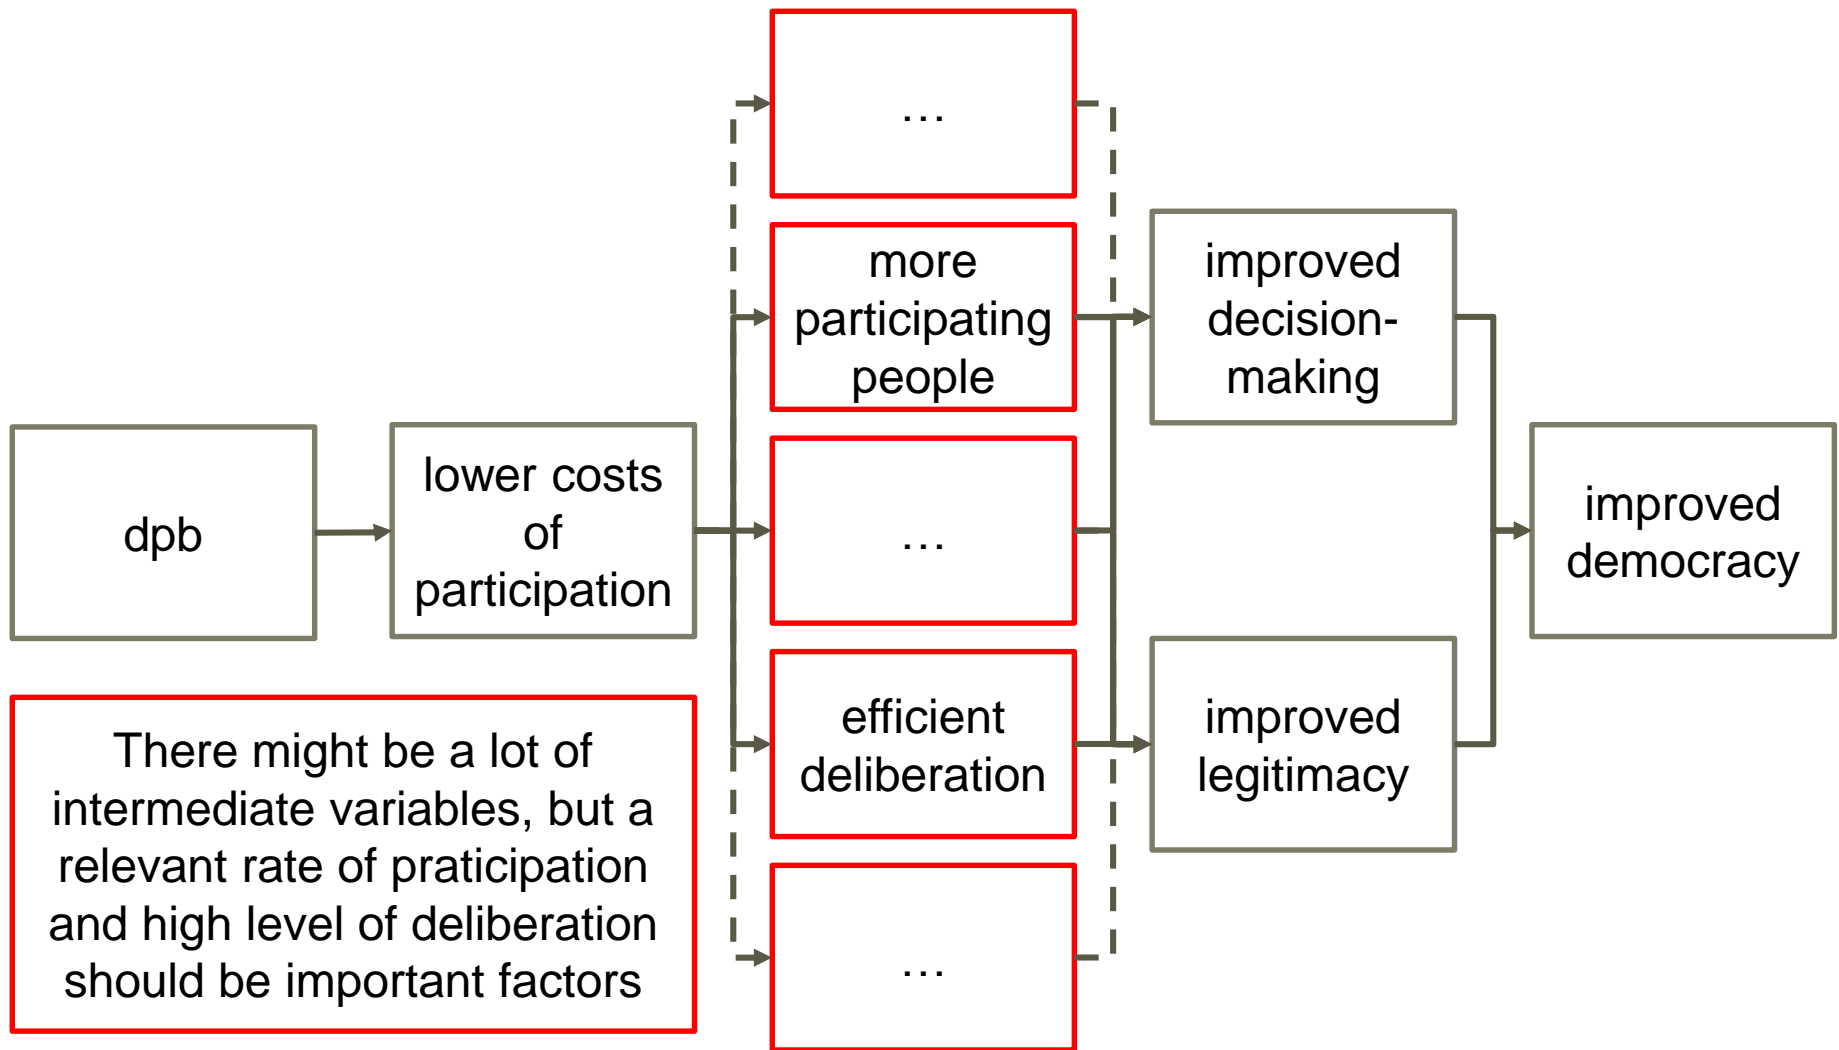 …
more
participating
people
improved
decision-
making
dpb
lower costs
of
participation
…
improved
democracy
There might be a lot of
intermediate variables, but a
relevant rate of praticipation
and high level of deliberation
should be important factors
efficient
deliberation
improved
legitimacy
…